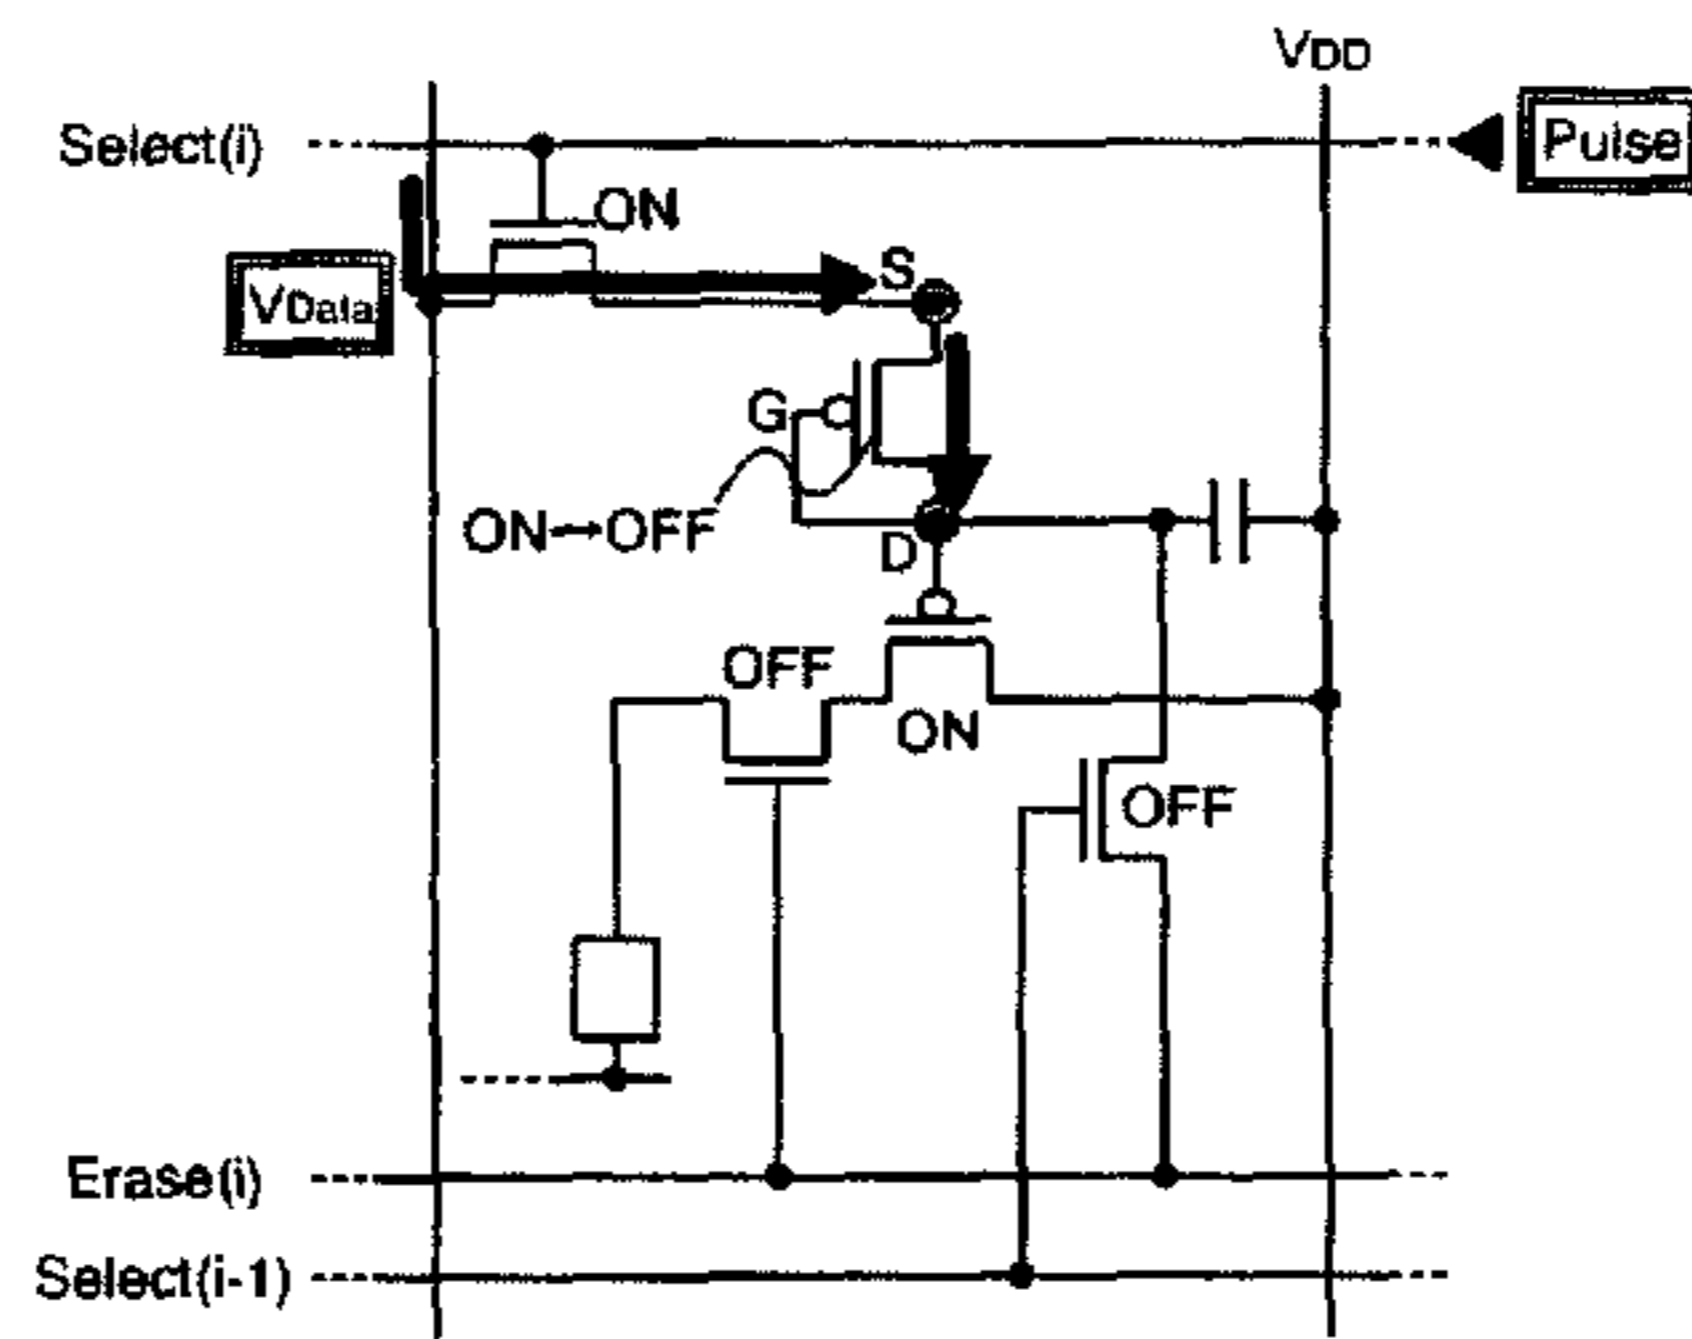 VDD
Select(i)
Pulse
ON
S
VData
G
ON→OFF
D
OFF
ON
OFF
Erase(i)
Select(i-1)